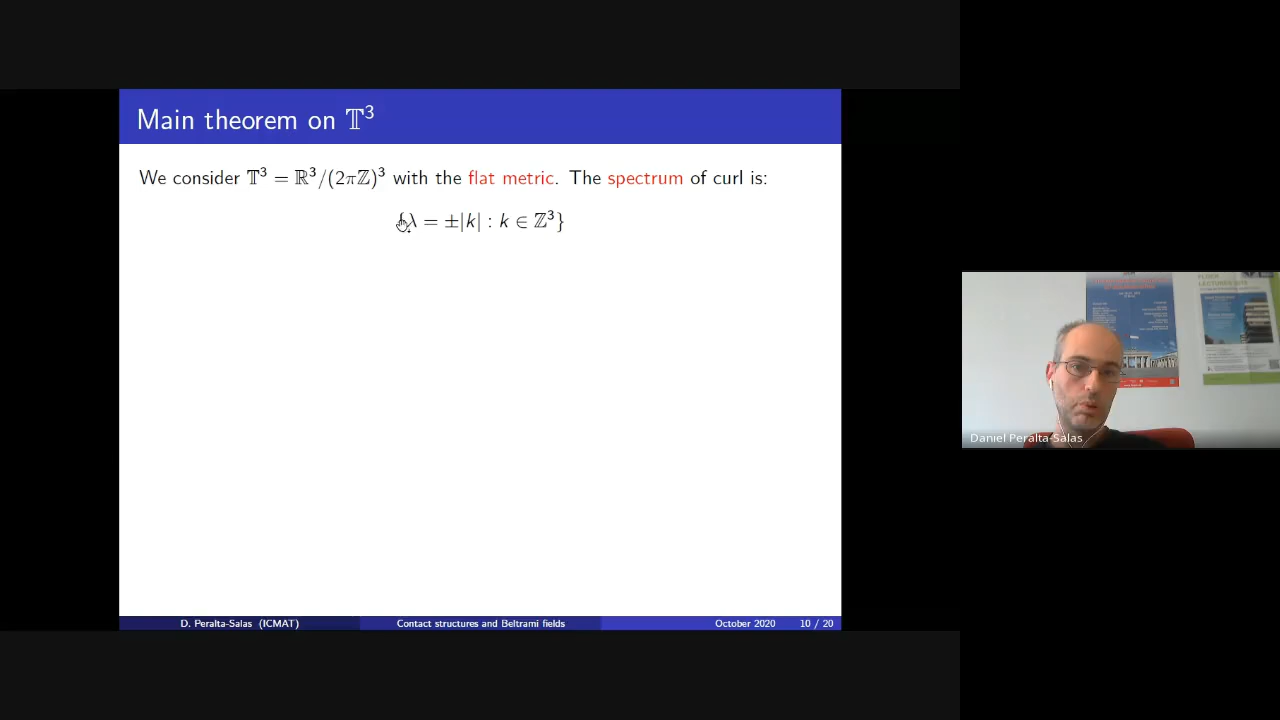 Main theorem on 𝕋³
We consider 𝕋³ = ℝ³/(2πℤ)³ with the flat metric. The spectrum of curl is:
{λ = ±|k| : k ∈ ℤ³}
D. Peralta-Salas (ICMAT) Contact structures and Beltrami fields October 2020 10 / 20
Daniel Peralta-Salas